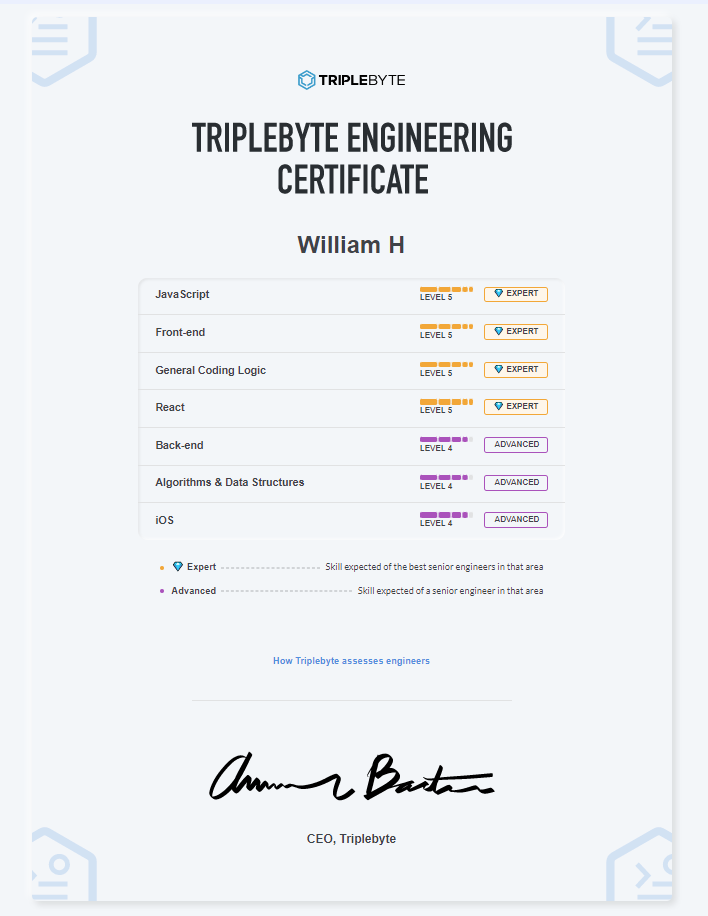 TRIPLEBYTE
TRIPLEBYTE ENGINEERING
CERTIFICATE
William H
JavaScript LEVEL 5 EXPERT
Front-end LEVEL 5 EXPERT
General Coding Logic LEVEL 5 EXPERT
React LEVEL 5 EXPERT
Back-end LEVEL 4 ADVANCED
Algorithms & Data Structures LEVEL 4 ADVANCED
iOS LEVEL 4 ADVANCED
Expert Skill expected of the best senior engineers in that area
Advanced Skill expected of a senior engineer in that area
How Triplebyte assesses engineers
CEO, Triplebyte